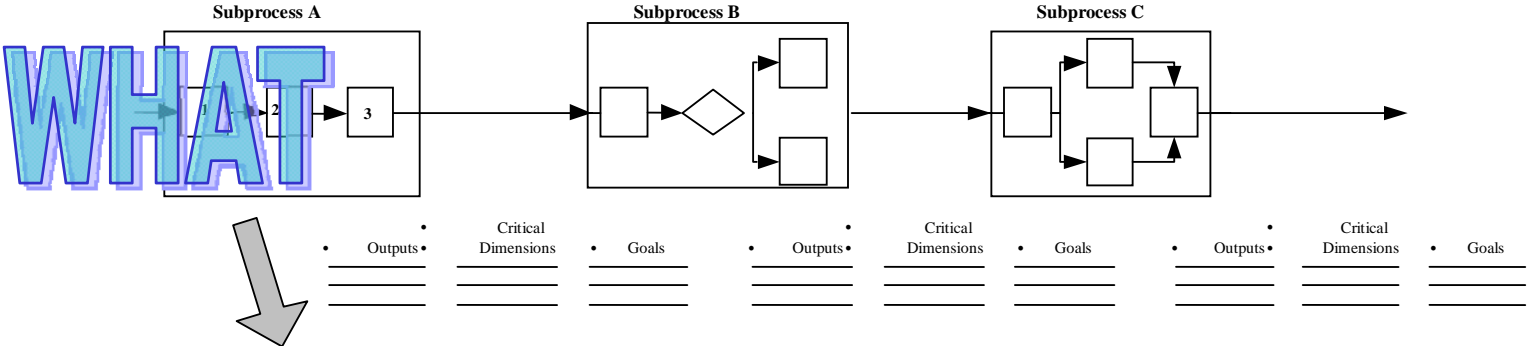 Subprocess A
Subprocess B
Subprocess C
WHAT
1
2
3
• Outputs
• Critical
• Dimensions
• Goals
• Outputs
• Critical
• Dimensions
• Goals
• Outputs
• Critical
• Dimensions
• Goals